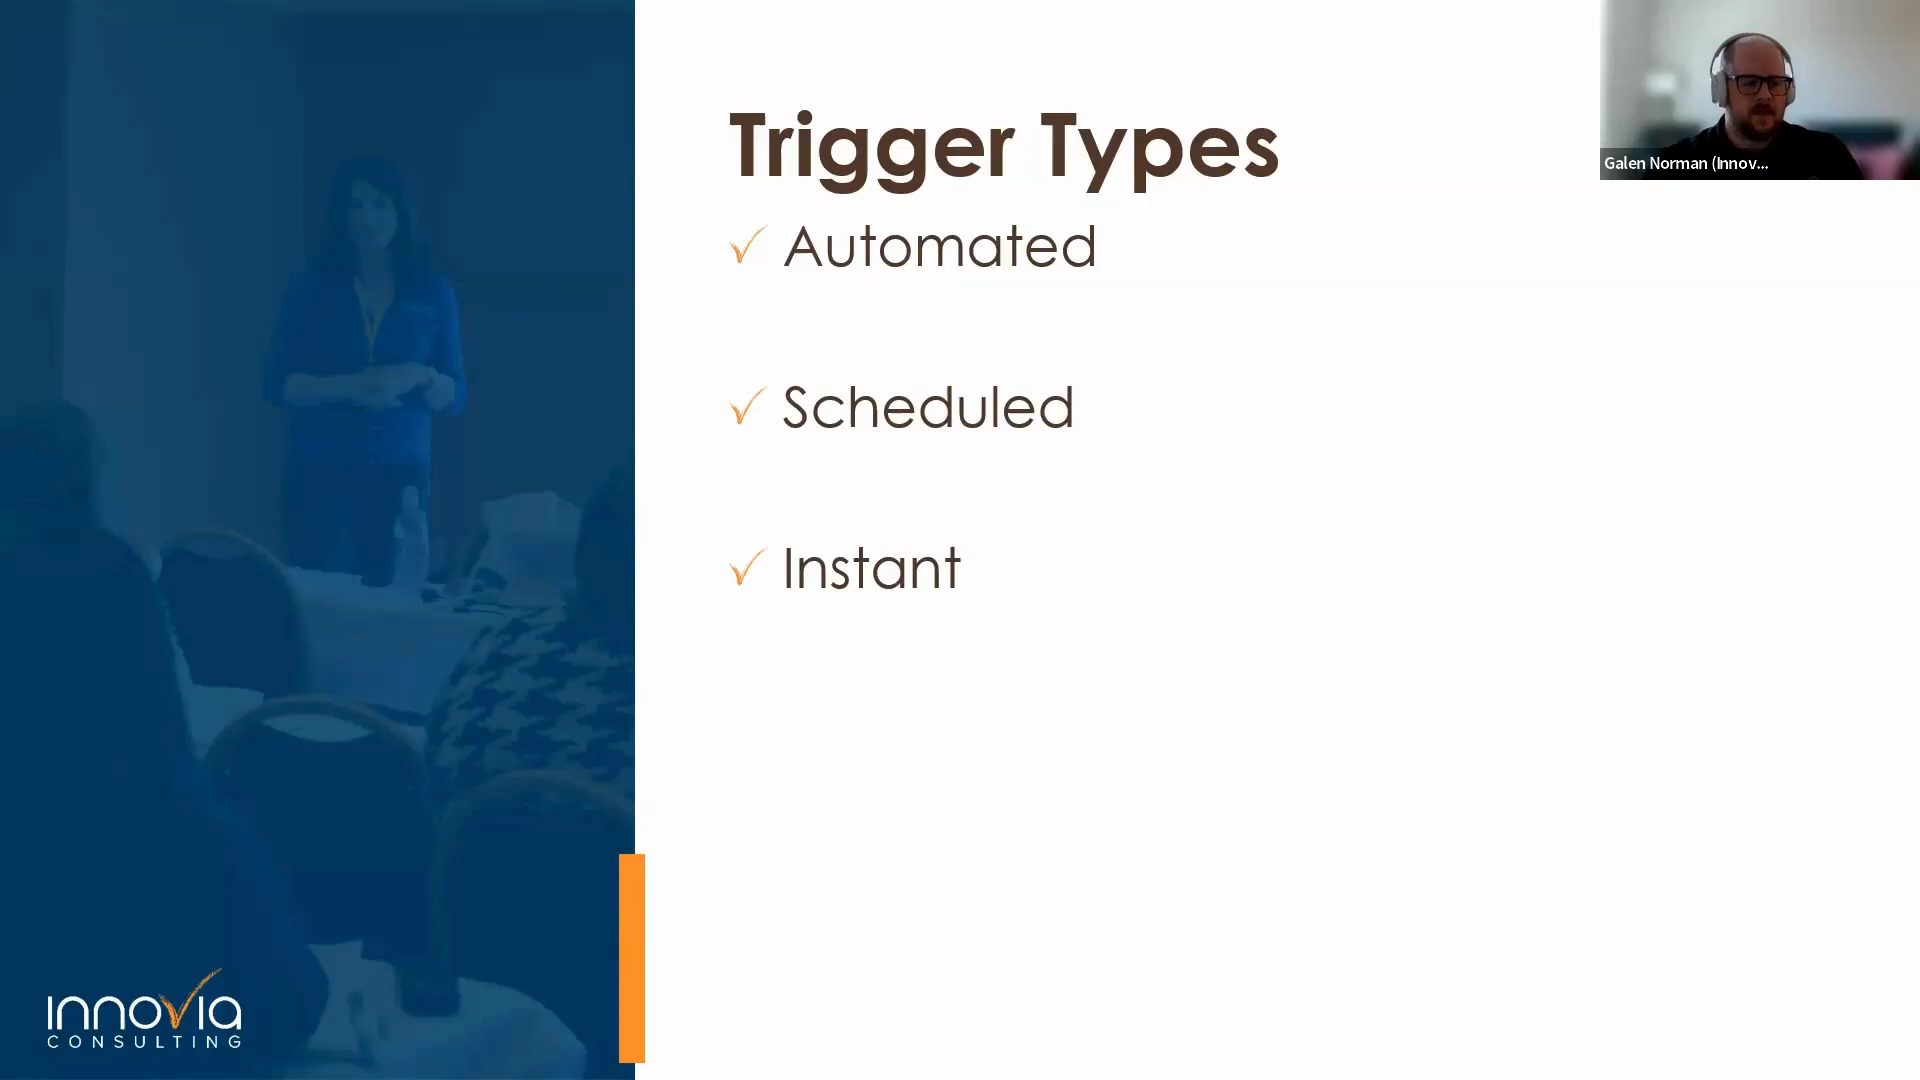 Trigger Types
Automated
Scheduled
Instant
Galen Norman (Innov...
innovia
CONSULTING